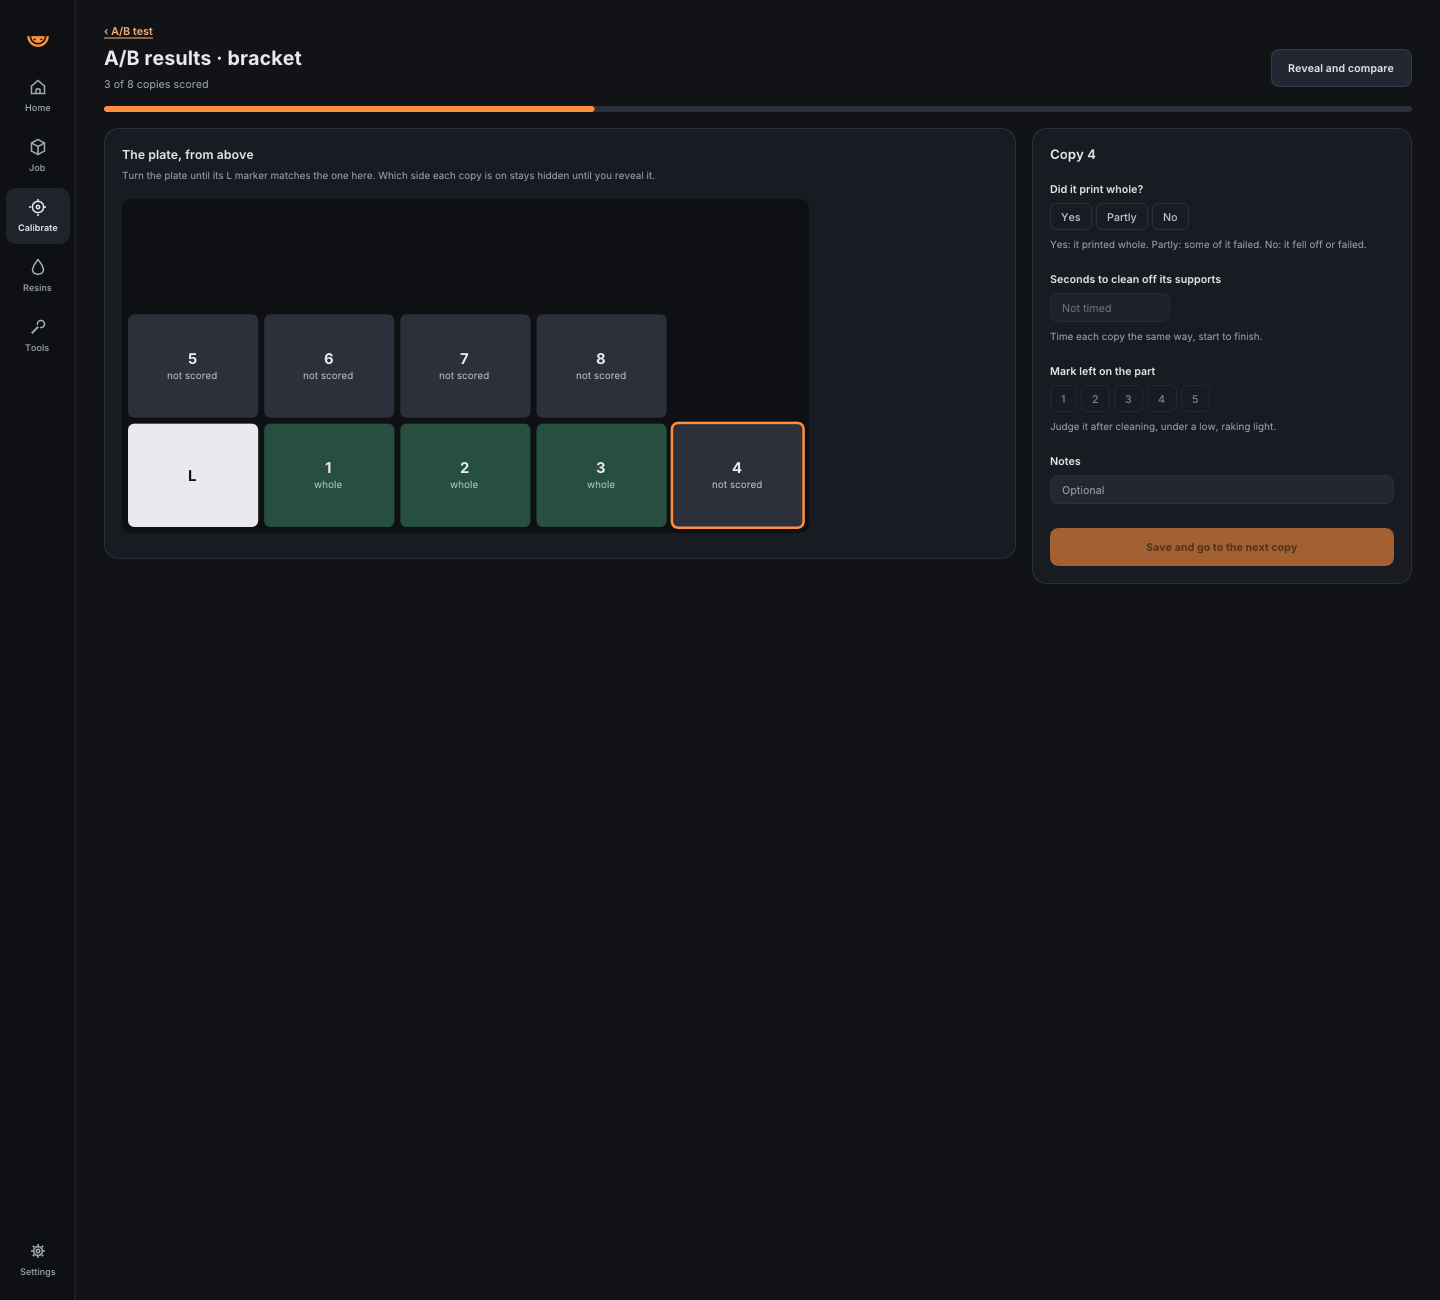 ‹ A/B test
A/B results · bracket
3 of 8 copies scored
Reveal and compare
Home
Job
Calibrate
Resins
Tools
Settings
The plate, from above
Turn the plate until its L marker matches the one here. Which side each copy is on stays hidden until you reveal it.
5
not scored
6
not scored
7
not scored
8
not scored
L
1
whole
2
whole
3
whole
4
not scored
Copy 4
Did it print whole?
Yes
Partly
No
Yes: it printed whole. Partly: some of it failed. No: it fell off or failed.
Seconds to clean off its supports
Not timed
Time each copy the same way, start to finish.
Mark left on the part
1
2
3
4
5
Judge it after cleaning, under a low, raking light.
Notes
Optional
Save and go to the next copy